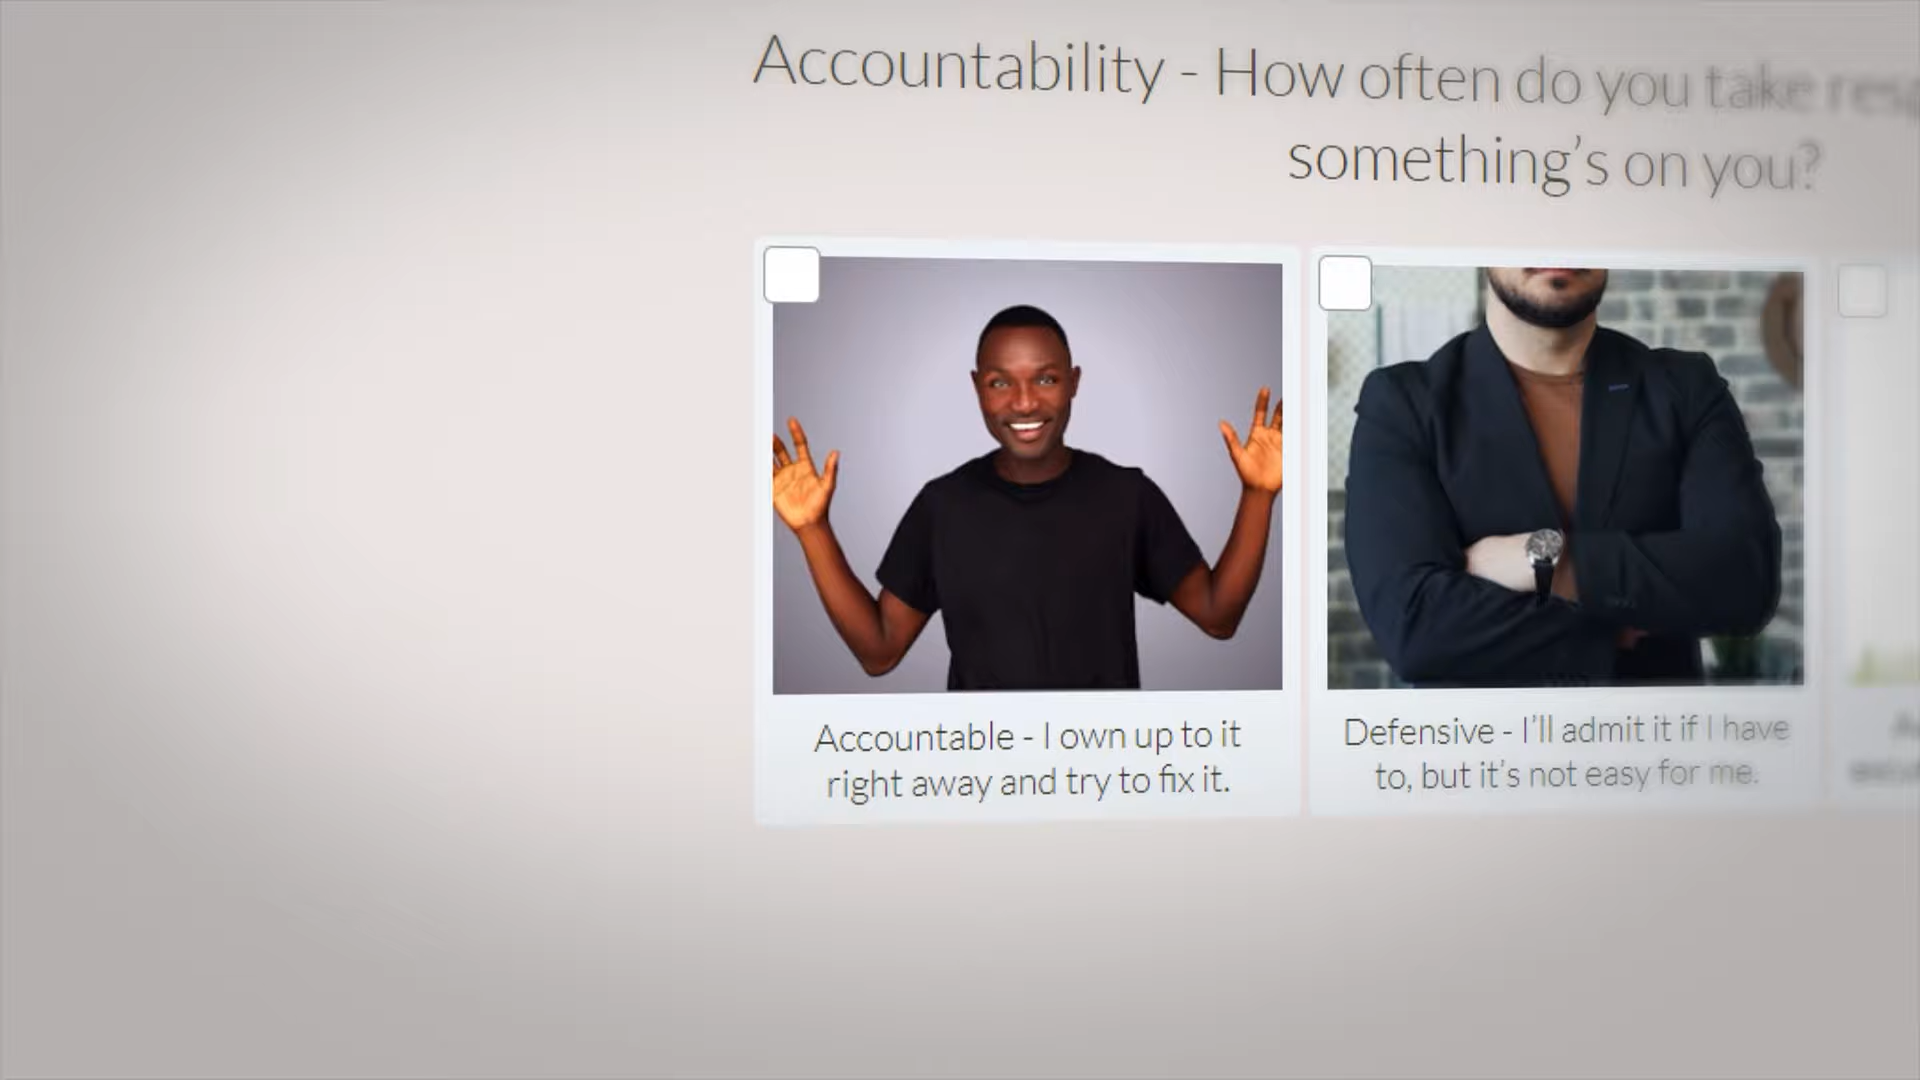 Accountability - How often do you take
something’s on you?
Accountable - I own up to it
right away and try to fix it.
Defensive - I’ll admit it if I have
to, but it’s not easy for me.